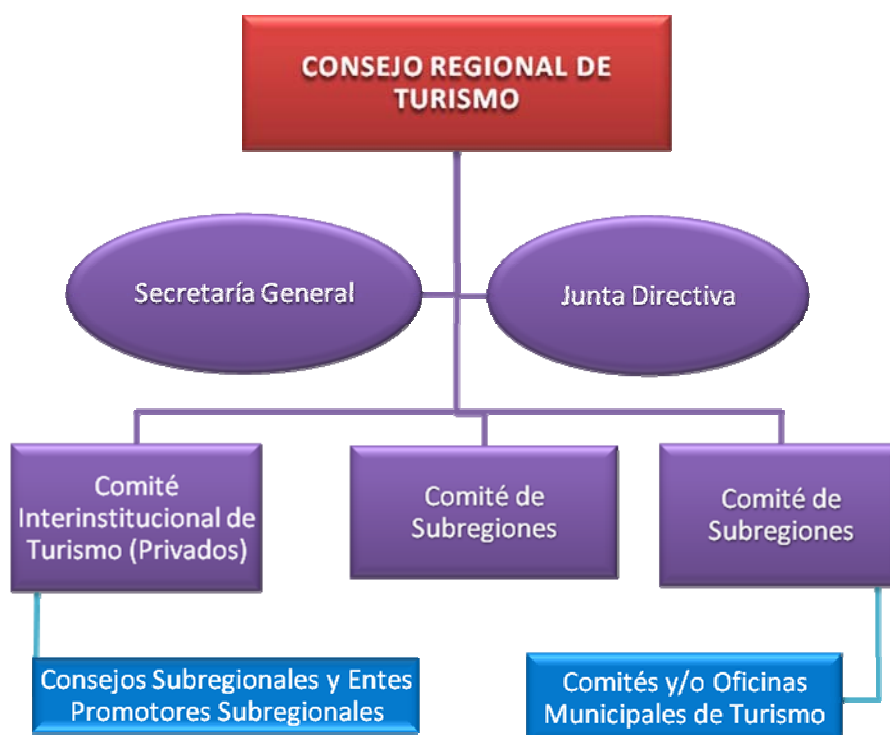 CONSEJO REGIONAL DE
TURISMO
Secretaría General
Junta Directiva
Comité
Interinstitucional de
Turismo (Privados)
Comité de
Subregiones
Comité de
Subregiones
Consejos Subregionales y Entes
Promotores Subregionales
Comités y/o Oficinas
Municipales de Turismo